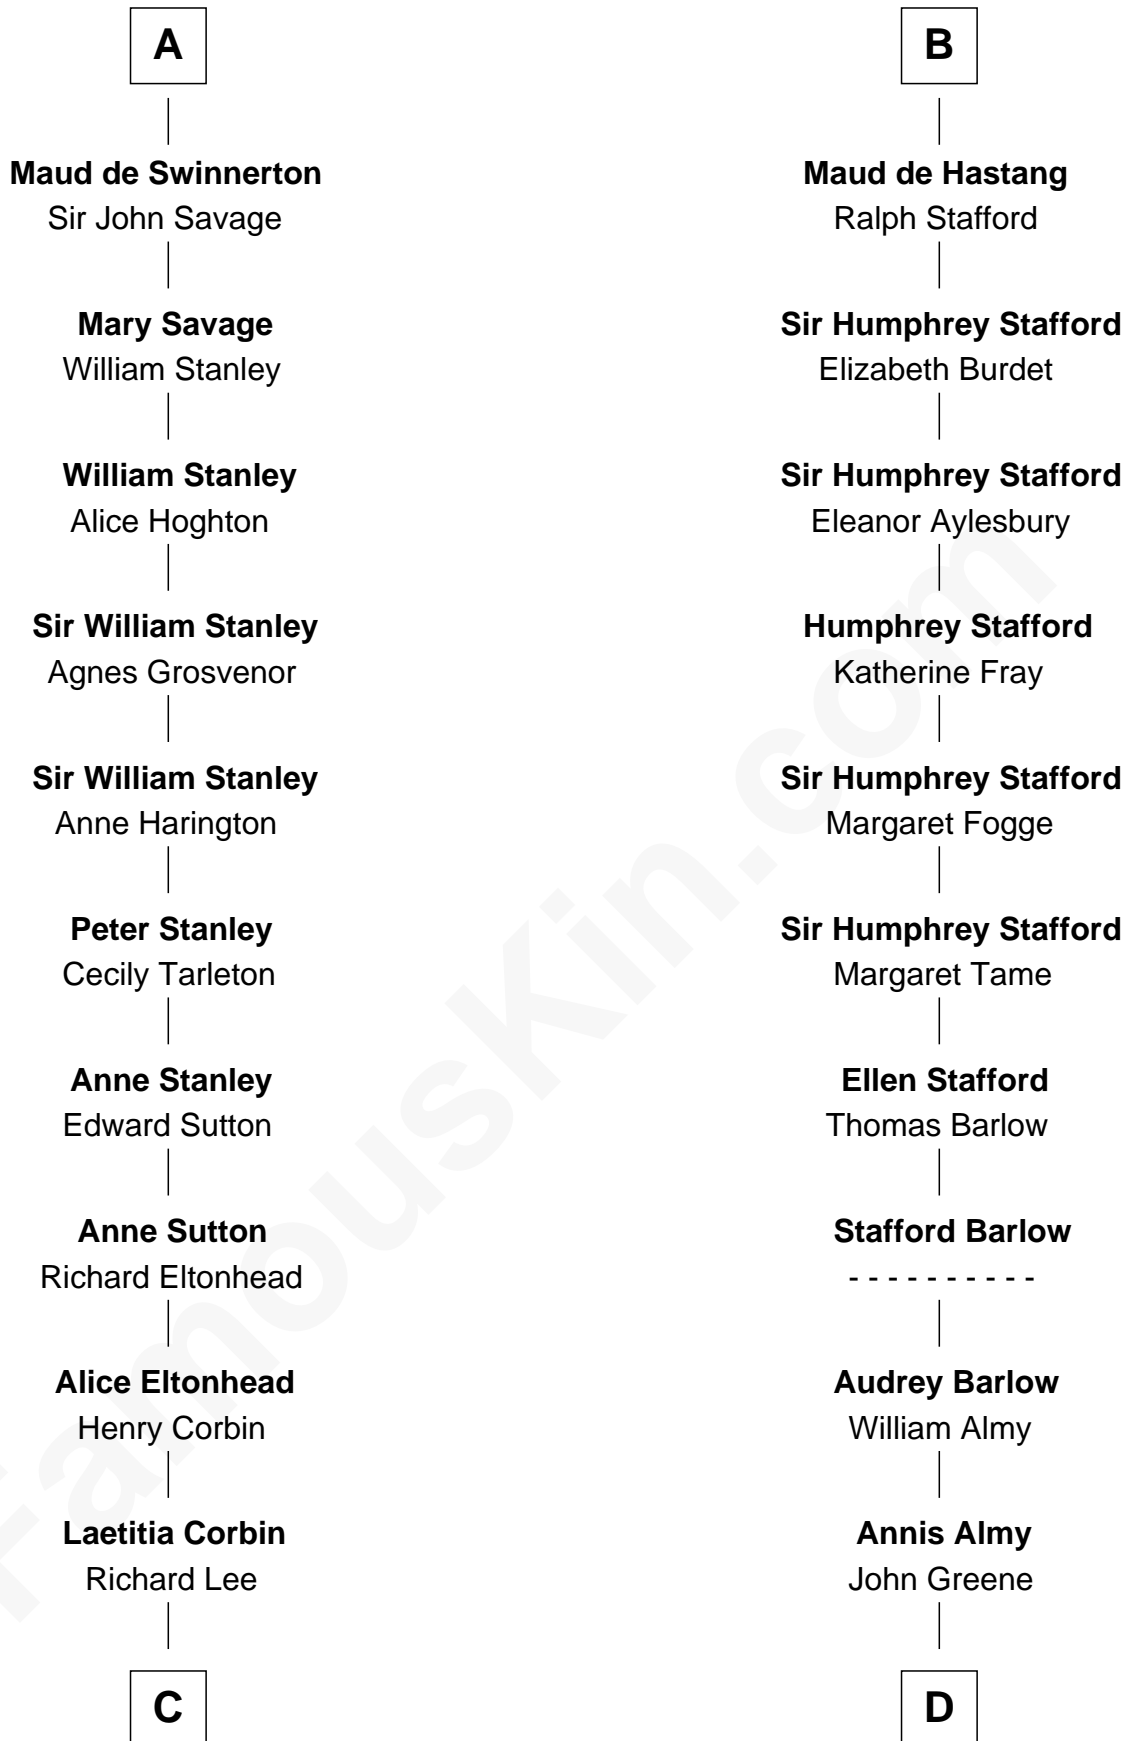 A
Maud de Swinnerton
Sir John Savage
Mary Savage
William Stanley
William Stanley
Alice Hoghton
Sir William Stanley
Agnes Grosvenor
Sir William Stanley
Anne Harington
Peter Stanley
Cecily Tarleton
Anne Stanley
Edward Sutton
Anne Sutton
Richard Eltonhead
Alice Eltonhead
Henry Corbin
Laetitia Corbin
Richard Lee
C
B
Maud de Hastang
Ralph Stafford
Sir Humphrey Stafford
Elizabeth Burdet
Sir Humphrey Stafford
Eleanor Aylesbury
Humphrey Stafford
Katherine Fray
Sir Humphrey Stafford
Margaret Fogge
Sir Humphrey Stafford
Margaret Tame
Ellen Stafford
Thomas Barlow
Stafford Barlow
- - - - - - - - - -
Audrey Barlow
William Almy
Annis Almy
John Greene
D
FamousKin.com